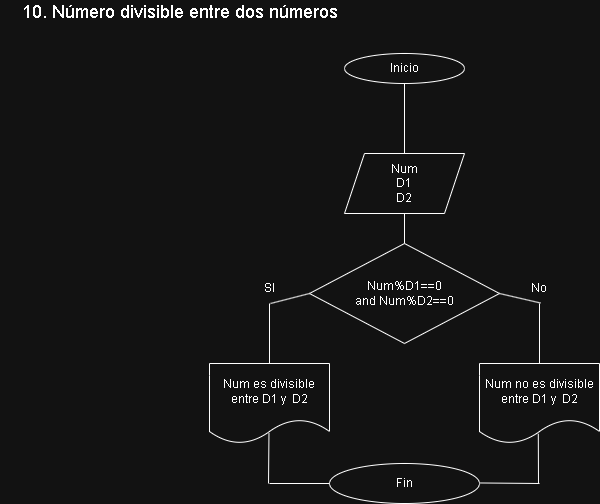 10. Número divisible entre dos números
Inicio
Num
D1
D2
Num%D1==0
and Num%D2==0
SI
No
Num es divisible
entre D1 y D2
Num no es divisible
entre D1 y D2
Fin